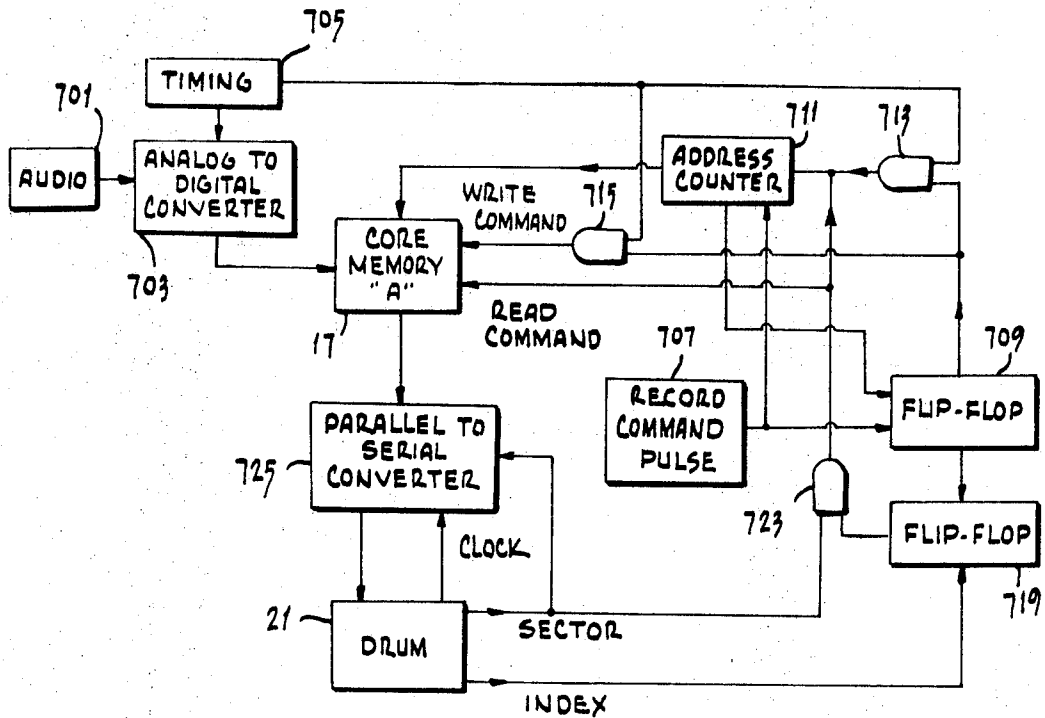 705
TIMING
701
AUDIO
ANALOG TO
DIGITAL
CONVERTER
703
711
ADDRESS
COUNTER
713
WRITE
COMMAND
715
CORE
MEMORY
"A"
17
READ
COMMAND
707
RECORD
COMMAND
PULSE
709
FLIP-FLOP
PARALLEL TO
SERIAL
CONVERTER
725
723
FLIP-FLOP
719
CLOCK
21
DRUM
SECTOR
INDEX